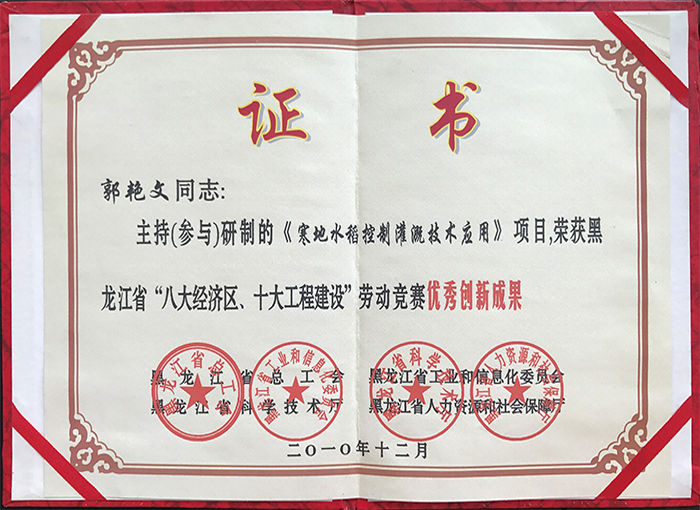 证书
郭艳文同志:
主持(参与)研制的《寒地水稻控制灌溉技术应用》项目,荣获黑
龙江省“八大经济区、十大工程建设”劳动竞赛优秀创新成果
黑龙江省总工会 黑龙江省工业和信息化委员会
黑龙江省科学技术厅 黑龙江省人力资源和社会保障厅
二〇一〇年十二月